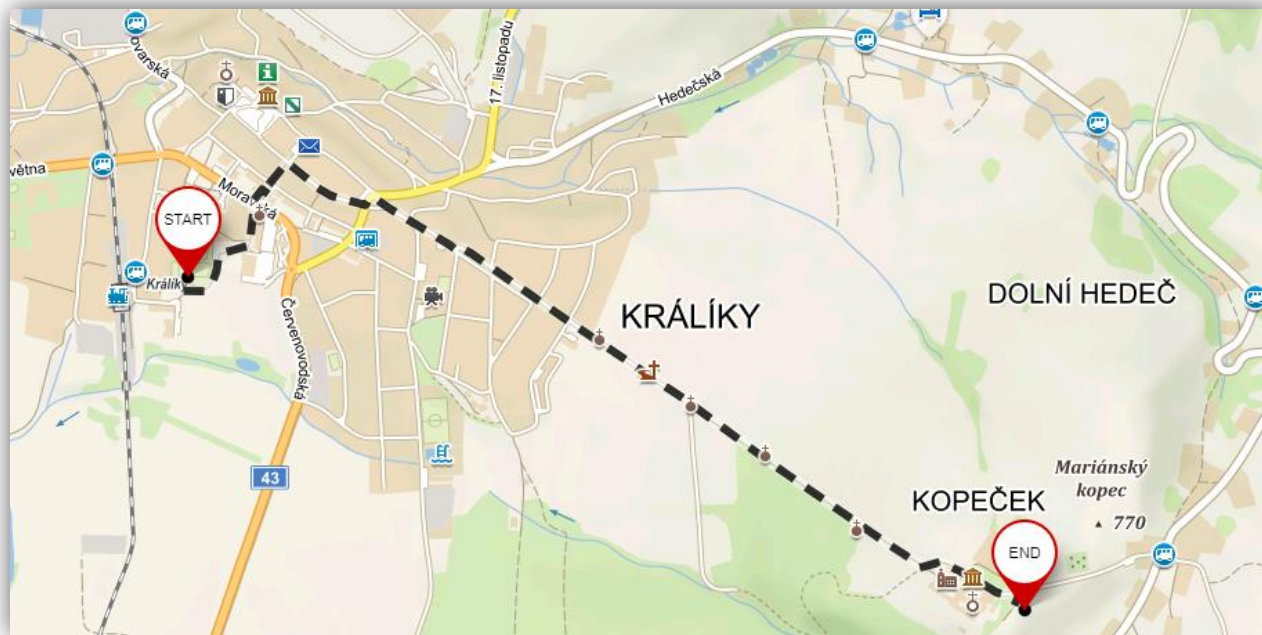 ovarská
17. listopadu
Hedečská
větna
Moravská
START
Králík
KRÁLÍKY
DOLNÍ HEDEČ
Červenovodská
43
Mariánský
kopec
770
KOPEČEK
END